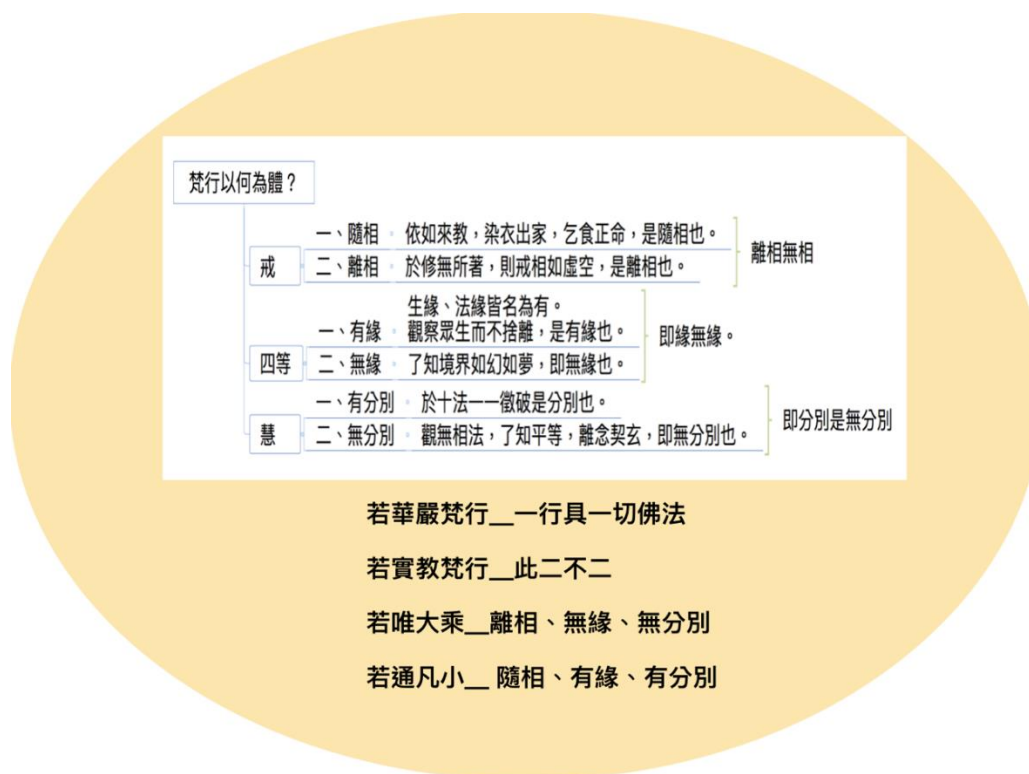 梵行以何為體?
戒
一、隨相 依如來教,染衣出家,乞食正命,是隨相也。
二、離相 於修無所著,則戒相如虛空,是離相也。
離相無相
四等
生緣、法緣皆名為有。
一、有緣 觀察眾生而不捨離,是有緣也。
二、無緣 了知境界如幻如夢,即無緣也。
即緣無緣。
慧
一、有分別 於十法一一徵破是分別也。
二、無分別 觀無相法,了知平等,離念契玄,即無分別也。
即分別是無分別
若華嚴梵行__一行具一切佛法
若實教梵行__此二不二
若唯大乘__離相、無緣、無分別
若通凡小__ 隨相、有緣、有分別